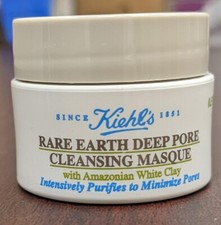 SINCE Kiehl's 1851
RARE EARTH DEEP PORE
CLEANSING MASQUE
with Amazonian White Clay
Intensively Purifies to Minimize Pores